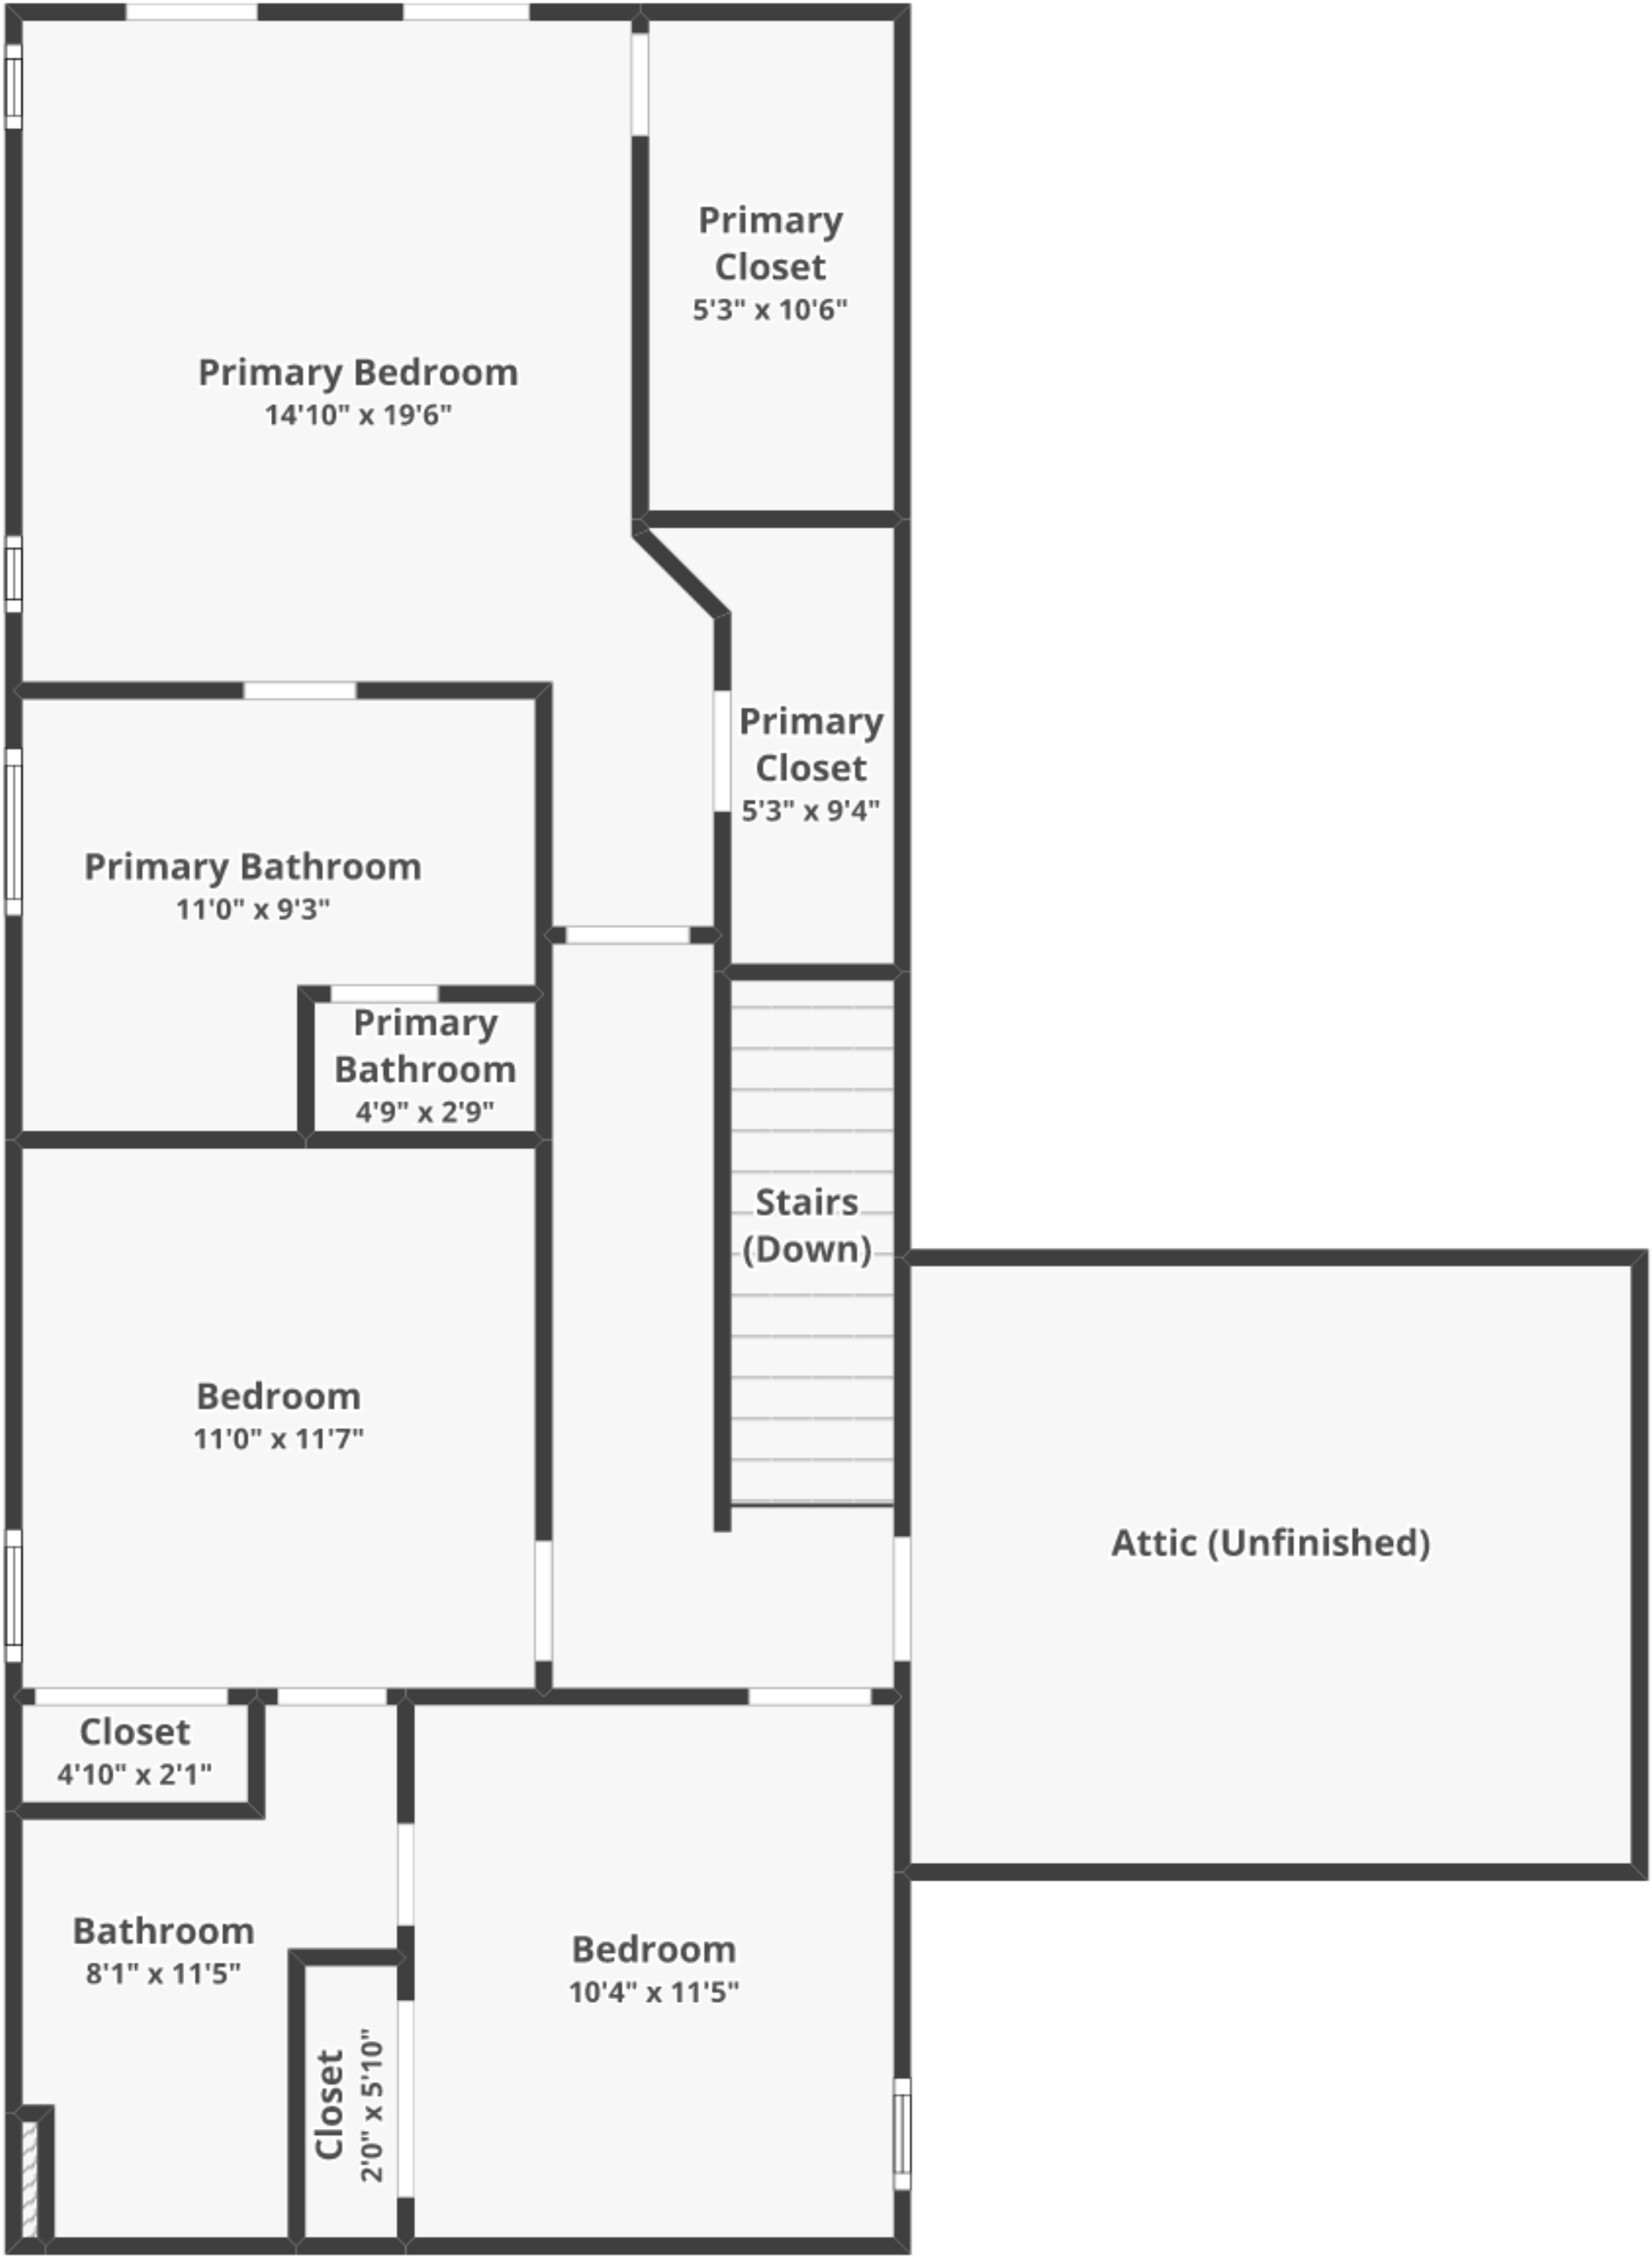 Primary
Closet
5'3" x 10'6"
Primary Bedroom
14'10" x 19'6"
Primary
Closet
5'3" x 9'4"
Primary Bathroom
11'0" x 9'3"
Primary
Bathroom
4'9" x 2'9"
Stairs
(Down)
Bedroom
11'0" x 11'7"
Attic (Unfinished)
Closet
4'10" x 2'1"
Bathroom
8'1" x 11'5"
Bedroom
10'4" x 11'5"
Closet
2'0" x 5'10"